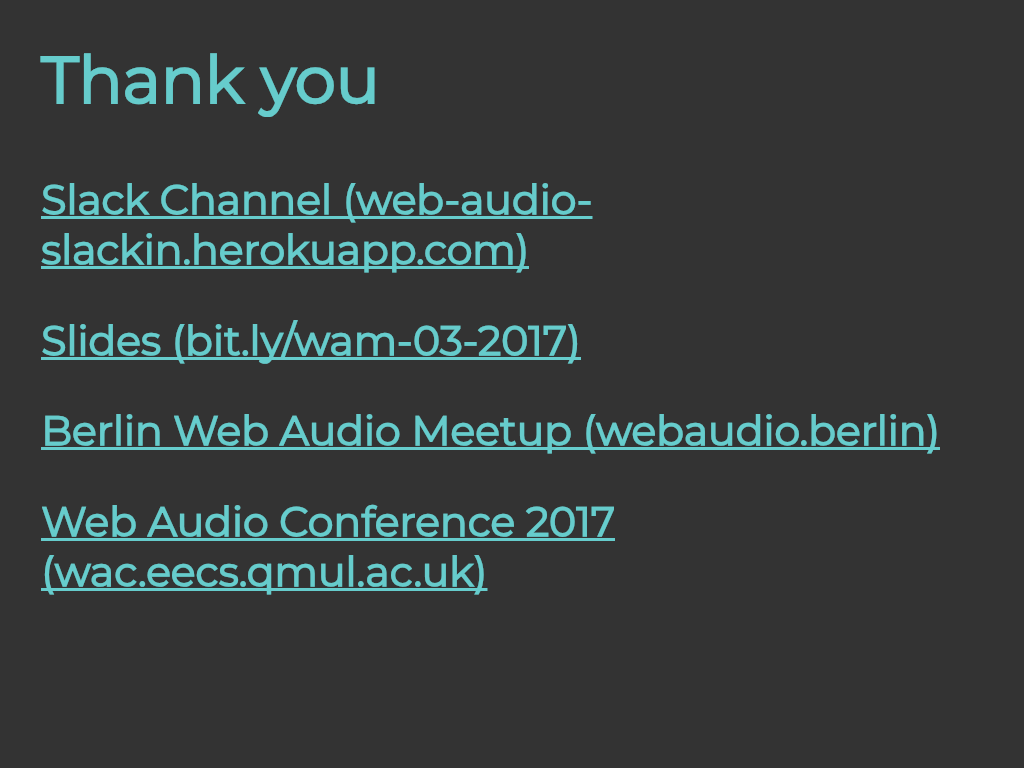 Thank you
Slack Channel (web-audio-
slackin.herokuapp.com)
Slides (bit.ly/wam-03-2017)
Berlin Web Audio Meetup (webaudio.berlin)
Web Audio Conference 2017
(wac.eecs.qmul.ac.uk)